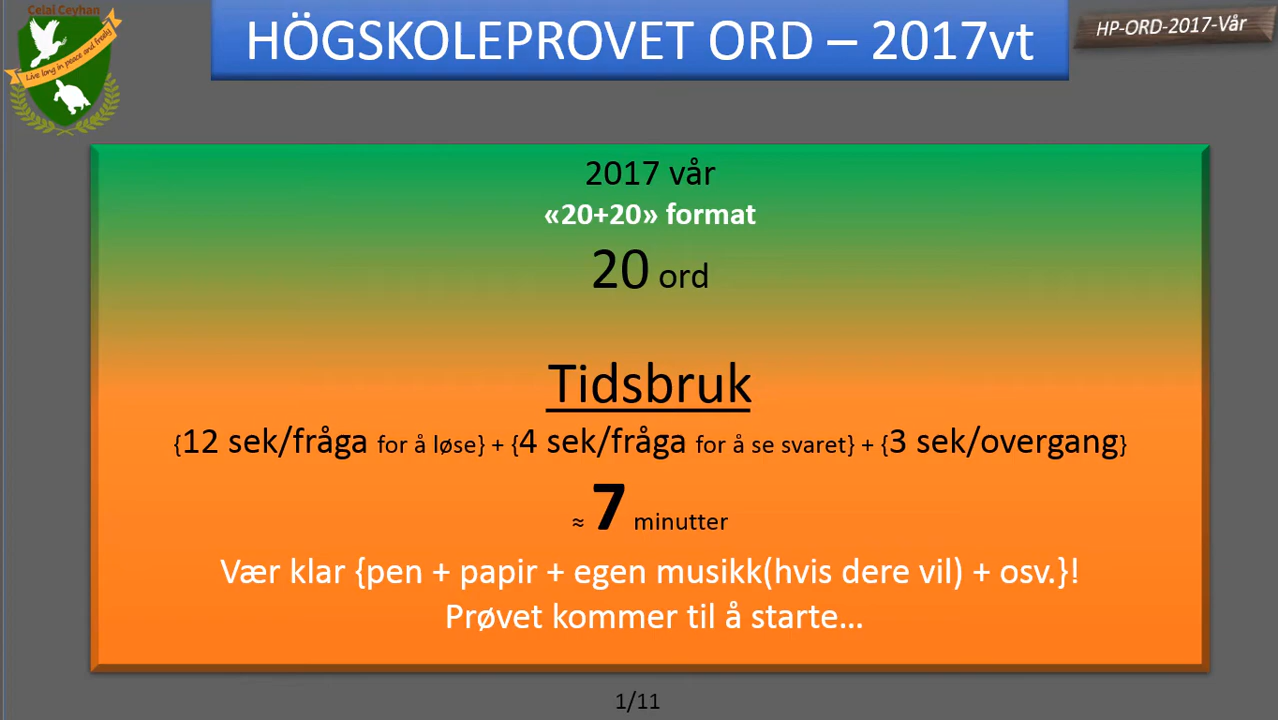 Celal Ceyhan
Live long in peace and freely
HÖGSKOLEPROVET ORD – 2017vt
HP-ORD-2017-Vår
2017 vår
«20+20» format
20 ord
Tidsbruk
{12 sek/fråga for å løse} + {4 sek/fråga for å se svaret} + {3 sek/overgang}
≈ 7 minutter
Vær klar {pen + papir + egen musikk(hvis dere vil) + osv.}!
Prøvet kommer til å starte...
1/11